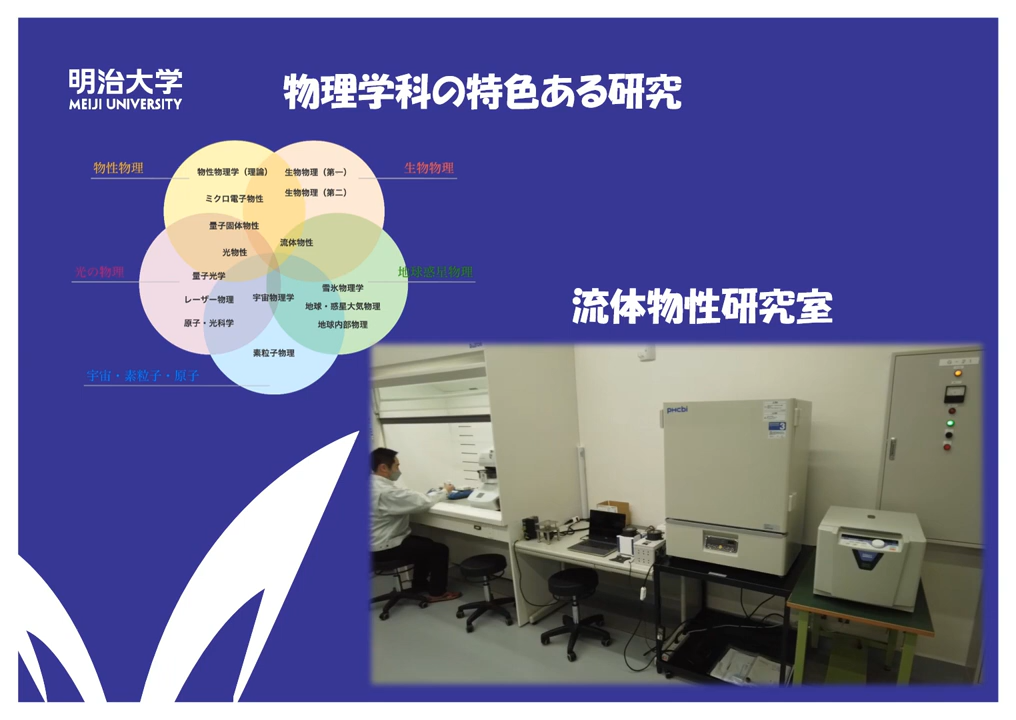 明治大学
MEIJI UNIVERSITY
物理学科の特色ある研究
物性物理
生物物理
物性物理学（理論）
生物物理（第一）
ミクロ電子物性
生物物理（第二）
量子固体物性
流体物性
光物性
光の物理
地球惑星物理
量子光学
雪氷物理学
レーザー物理
宇宙物理学
地球・惑星大気物理
原子・光科学
地球内部物理
素粒子物理
宇宙・素粒子・原子
流体物性研究室
PHCbi
3